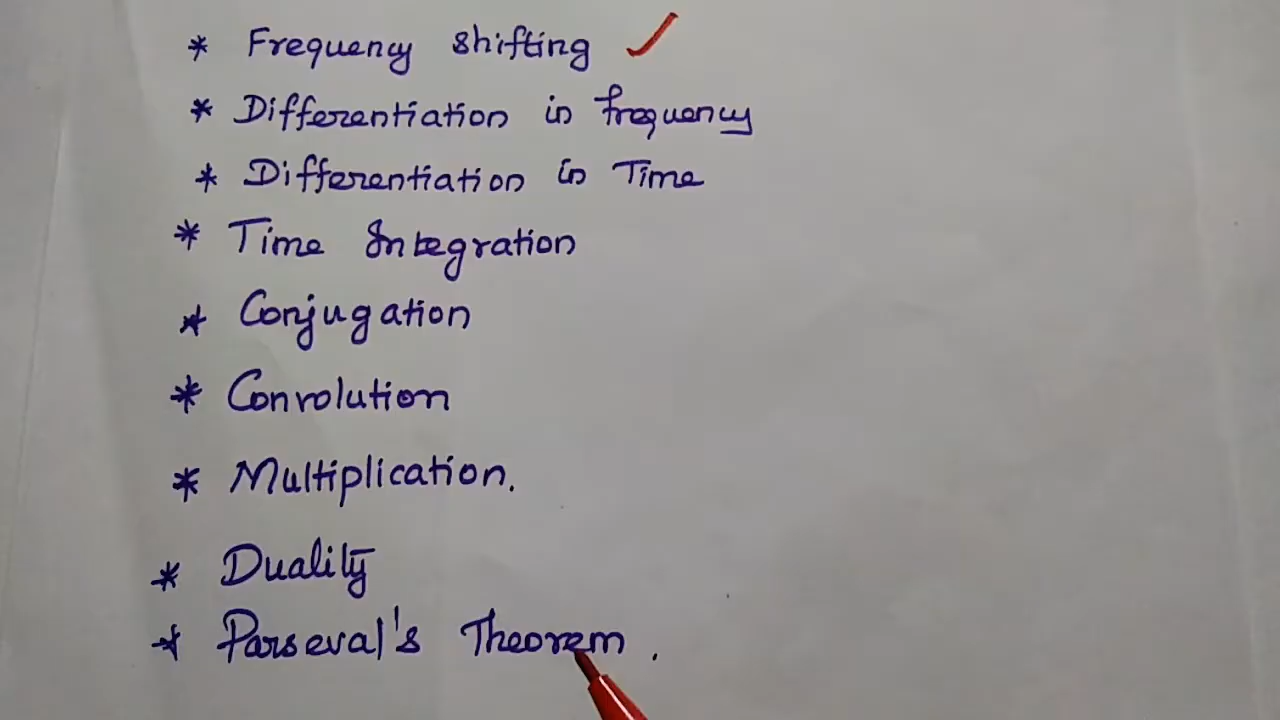 * Frequency shifting ✓
* Differentiation in frequency
* Differentiation in Time
* Time Integration
* Conjugation
* Convolution
* Multiplication.
* Duality
* Parseval's Theorem.